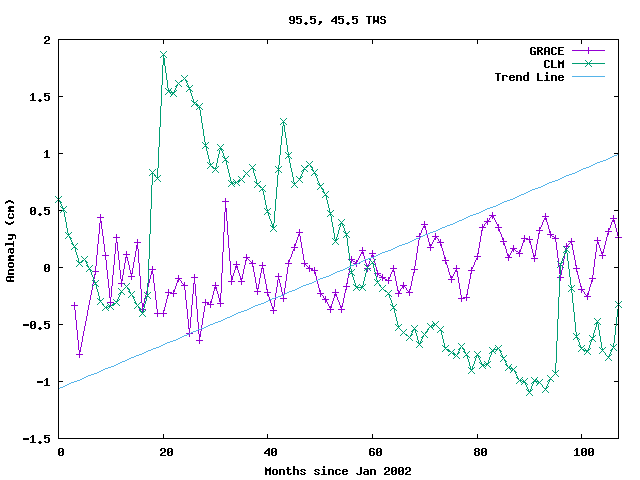 95.5, 45.5 TWS
GRACE
CLM
Trend Line
Anomaly (cm)
2
1.5
1
0.5
0
-0.5
-1
-1.5
0 20 40 60 80 100
Months since Jan 2002